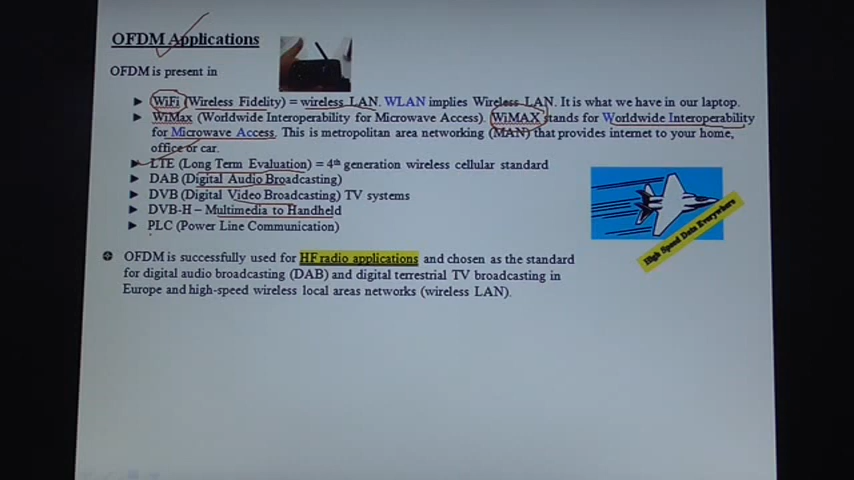 OFDM Applications
OFDM is present in
► WiFi (Wireless Fidelity) = wireless LAN. WLAN implies Wireless LAN. It is what we have in our laptop.
► WiMax (Worldwide Interoperability for Microwave Access). WiMAX stands for Worldwide Interoperability
for Microwave Access. This is metropolitan area networking (MAN) that provides internet to your home,
office or car.
► LTE (Long Term Evaluation) = 4th generation wireless cellular standard
► DAB (Digital Audio Broadcasting)
► DVB (Digital Video Broadcasting) TV systems
► DVB-H – Multimedia to Handheld
► PLC (Power Line Communication)
High Speed Data Everywhere
OFDM is successfully used for HF radio applications and chosen as the standard
for digital audio broadcasting (DAB) and digital terrestrial TV broadcasting in
Europe and high-speed wireless local areas networks (wireless LAN).